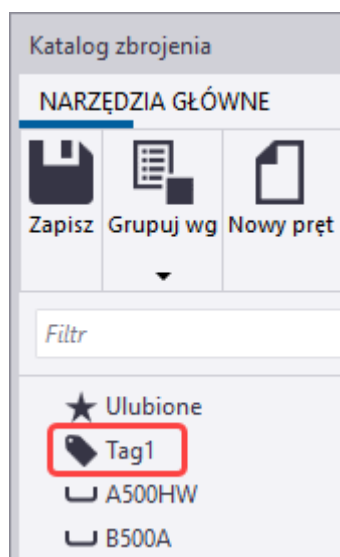 Katalog zbrojenia
NARZĘDZIA GŁÓWNE
Zapisz Grupuj wg Nowy pręt
Filtr
Ulubione
Tag1
A500HW
B500A